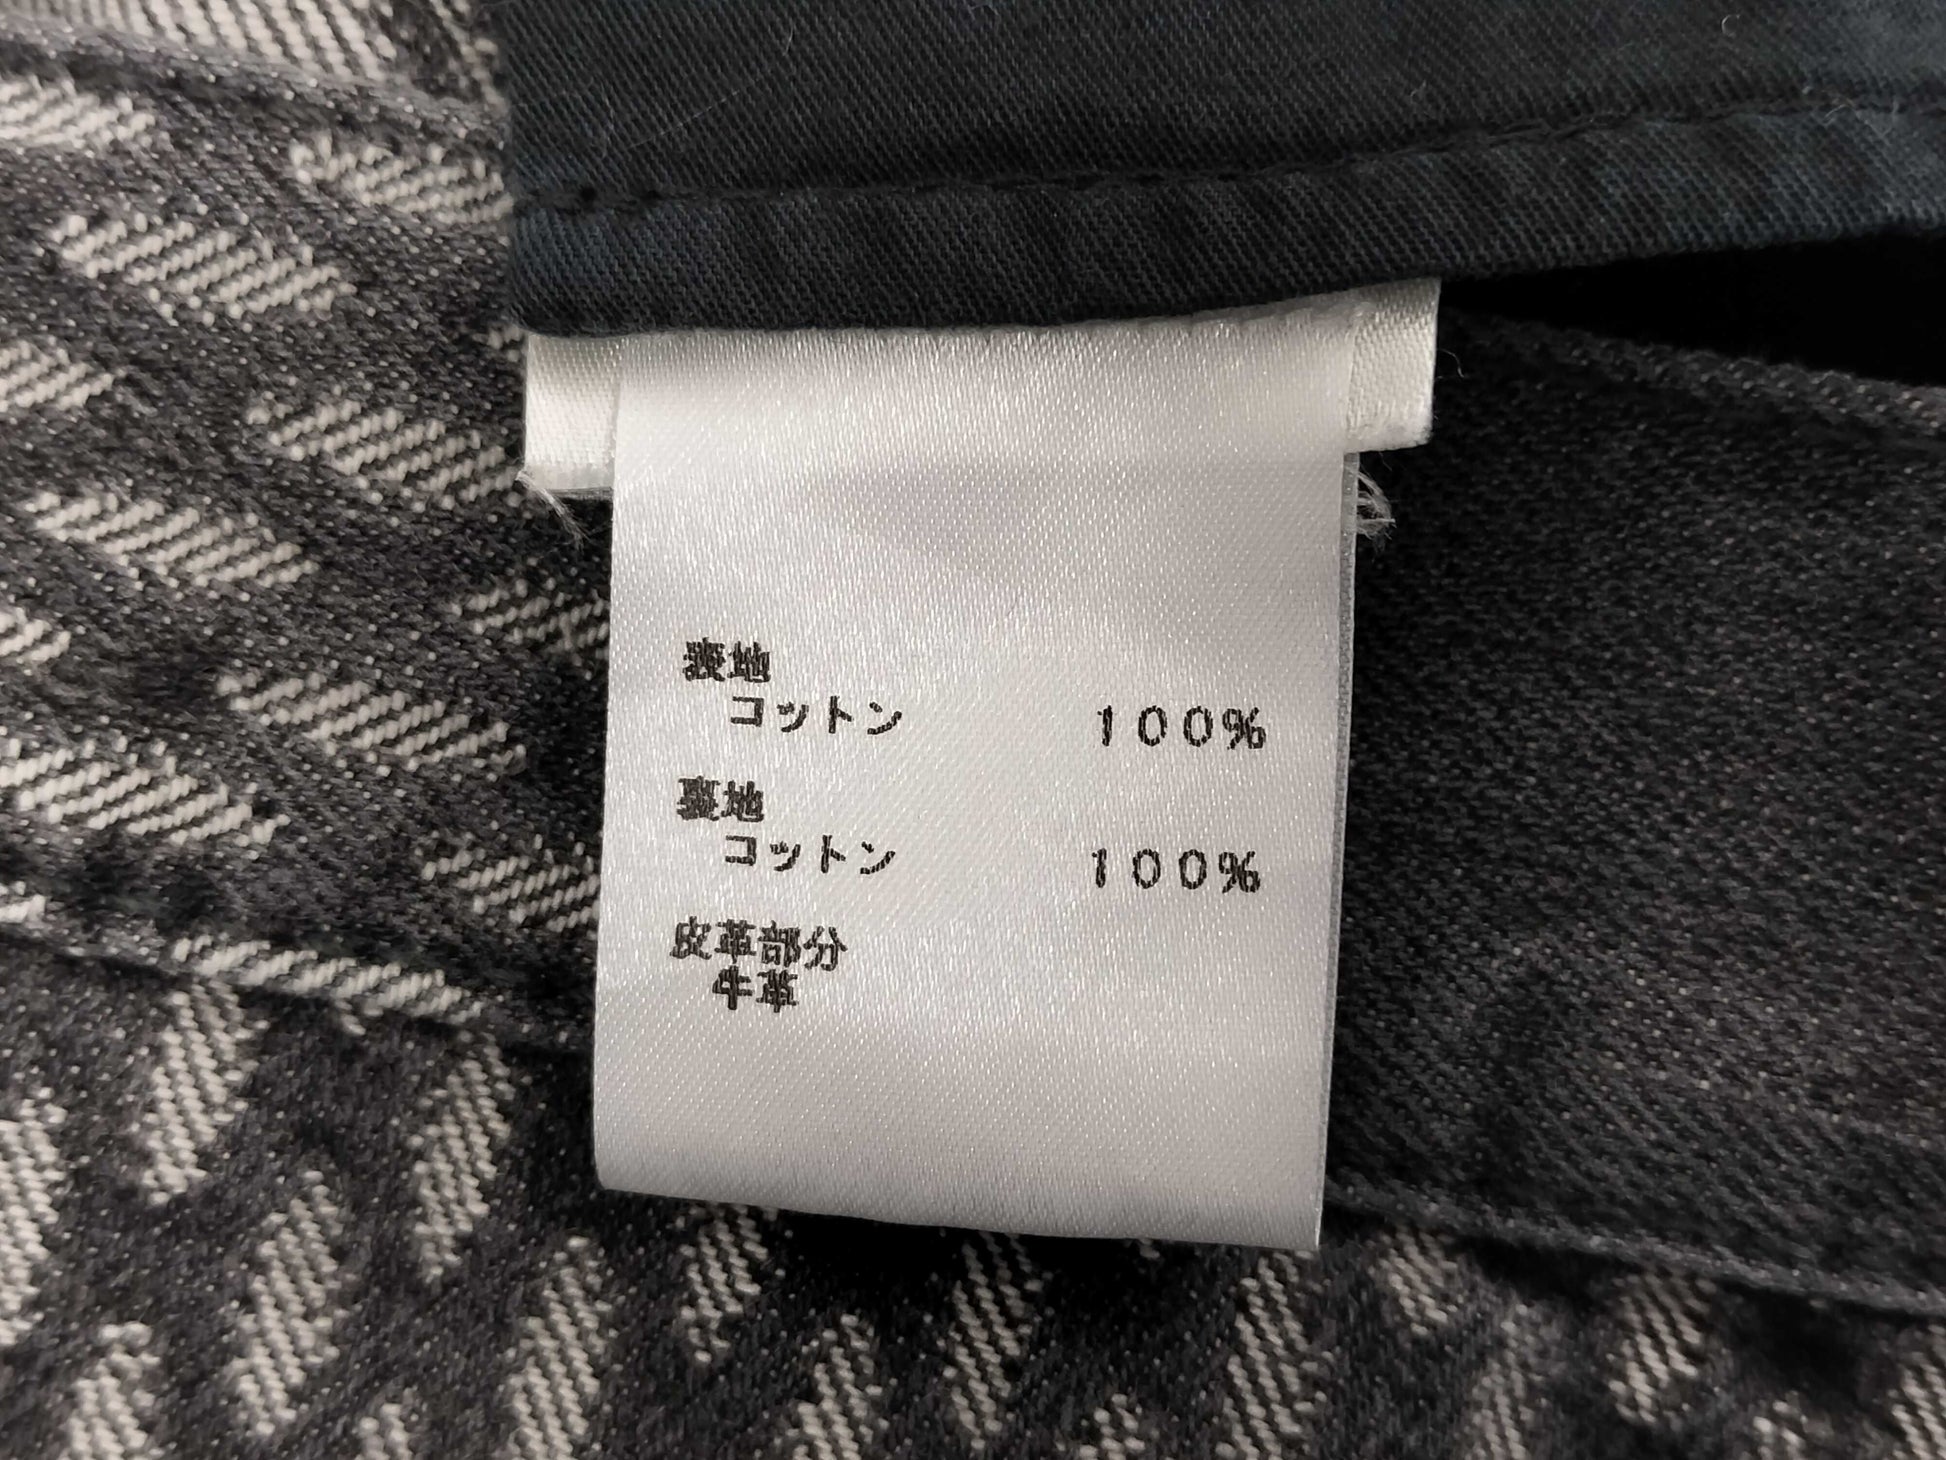 表地
コットン 100%
裏地
コットン 100%
皮革部分
牛革